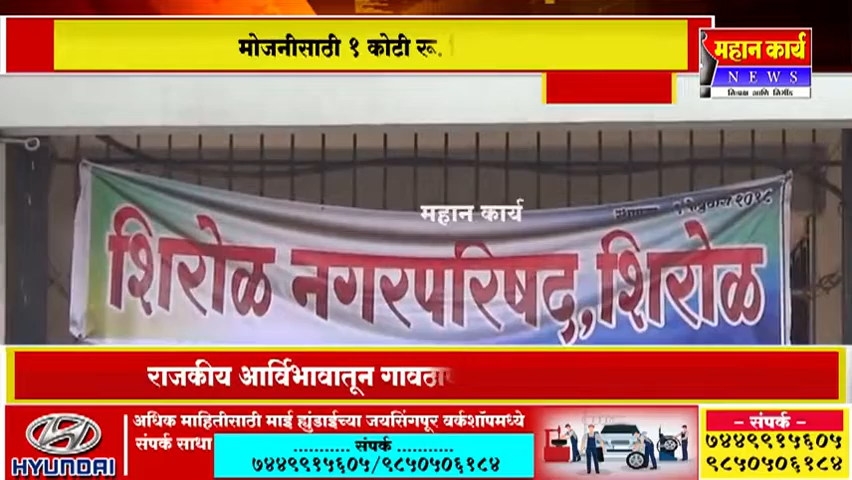 मोजनीसाठी १ कोटी रू.
महान कार्य
NEWS
महान कार्य
शिरोळ नगरपरिषद, शिरोळ
राजकीय आर्विभावातून
अधिक माहितीसाठी माई ह्युंडाईच्या जयसिंगपूर वर्कशॉपमध्ये
संपर्क साधा
........... संपर्क ...........
७४४९९१५६०५/९८५०५०६१८४
HYUNDAI
- संपर्क -
७४४९९१५६०५
९८५०५०६१८४